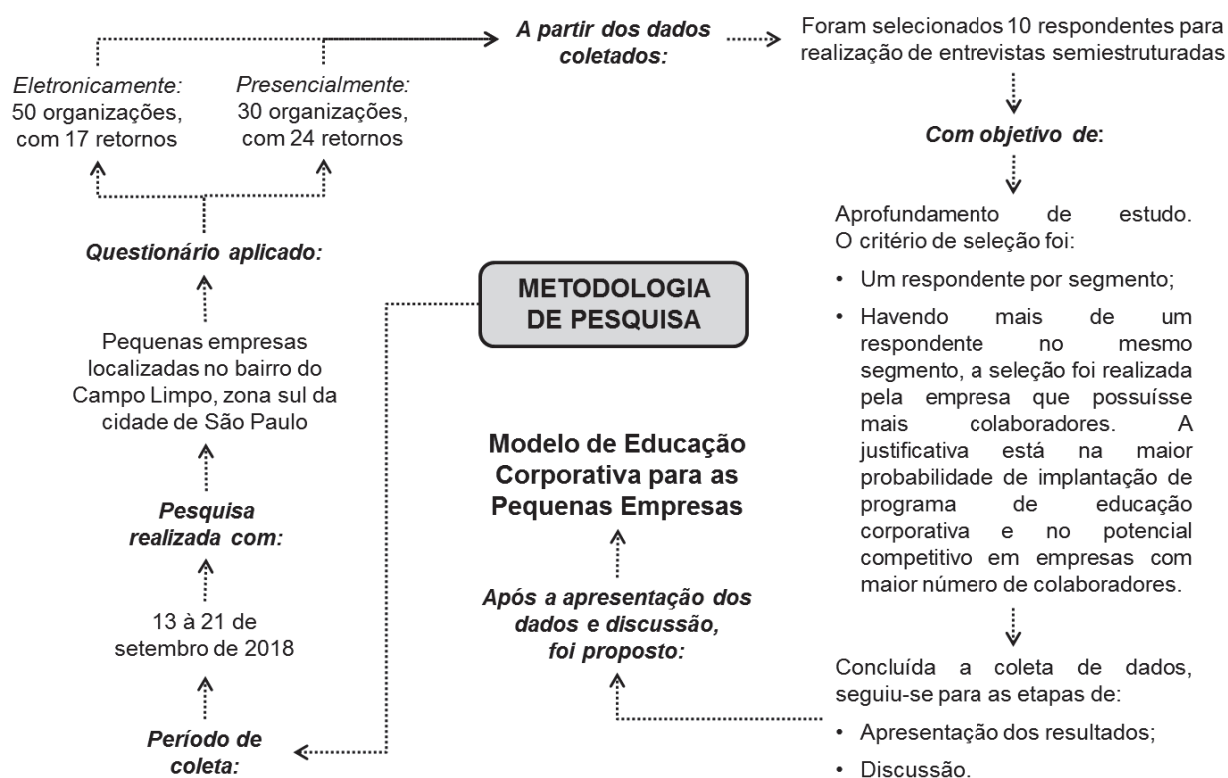 METODOLOGIA
DE PESQUISA
Período de
coleta:
13 à 21 de
setembro de 2018
Pesquisa
realizada com:
Pequenas empresas
localizadas no bairro do
Campo Limpo, zona sul da
cidade de São Paulo
Questionário aplicado:
Eletronicamente:
50 organizações,
com 17 retornos
Presencialmente:
30 organizações,
com 24 retornos
A partir dos dados
coletados:
Foram selecionados 10 respondentes para
realização de entrevistas semiestruturadas
Com objetivo de:
Aprofundamento de estudo.
O critério de seleção foi:
• Um respondente por segmento;
• Havendo mais de um
respondente no mesmo
segmento, a seleção foi realizada
pela empresa que possuísse
mais colaboradores. A
justificativa está na maior
probabilidade de implantação de
programa de educação
corporativa e no potencial
competitivo em empresas com
maior número de colaboradores.
Concluída a coleta de dados,
seguiu-se para as etapas de:
• Apresentação dos resultados;
• Discussão.
Após a apresentação dos
dados e discussão,
foi proposto:
Modelo de Educação
Corporativa para as
Pequenas Empresas